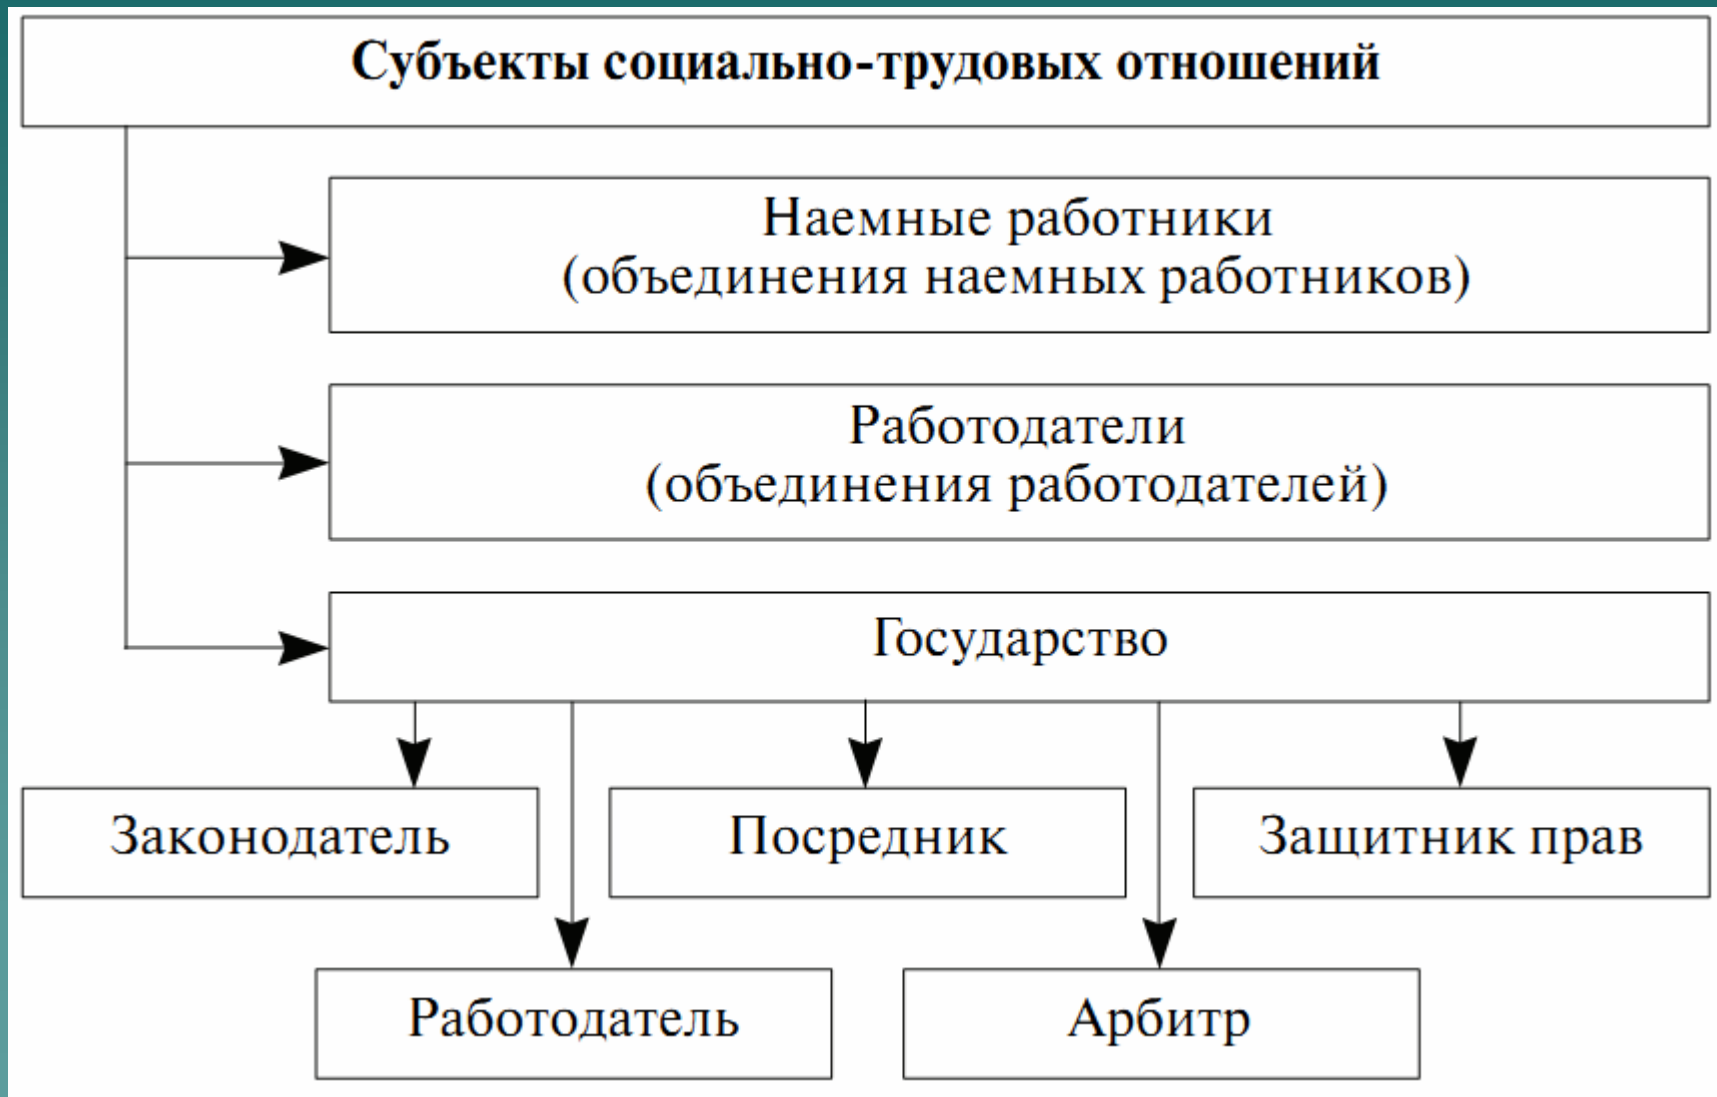 Субъекты социально-трудовых отношений
Наемные работники
(объединения наемных работников)
Работодатели
(объединения работодателей)
Государство
Законодатель
Посредник
Защитник прав
Работодатель
Арбитр